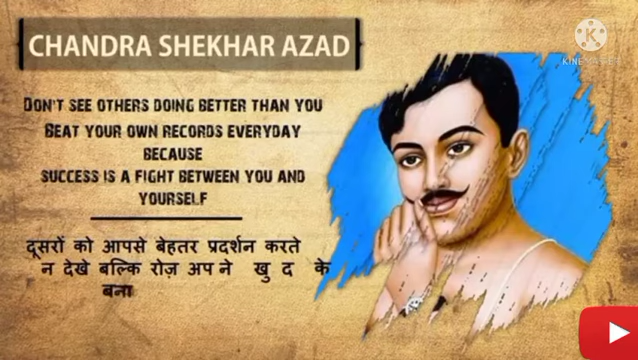 CHANDRA SHEKHAR AZAD
KINEMASTER
DON'T SEE OTHERS DOING BETTER THAN YOU
BEAT YOUR OWN RECORDS EVERYDAY
BECAUSE
SUCCESS IS A FIGHT BETWEEN YOU AND
YOURSELF
दूसरों को आपसे बेहतर प्रदर्शन करते
न देखे बल्कि रोज़ अपने खु द के
बना